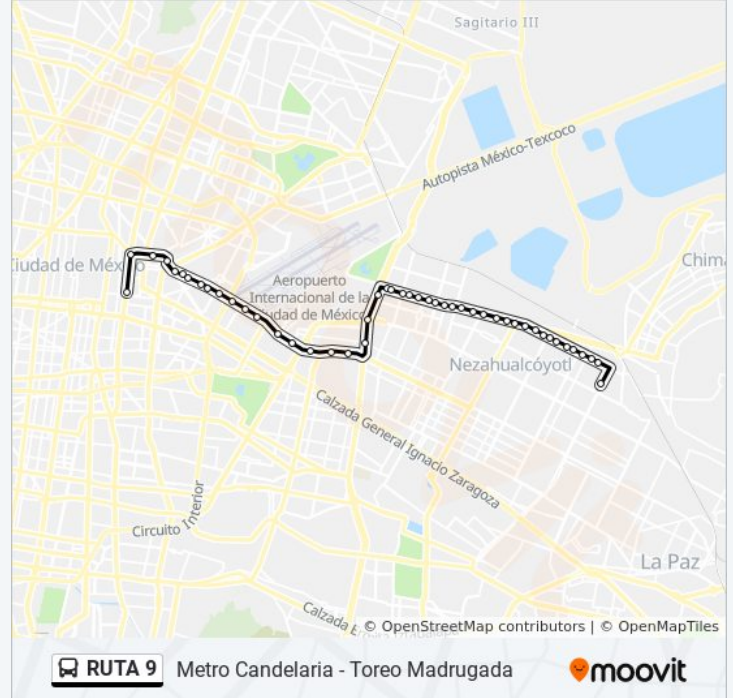 Sagitario III
Autopista México-Texcoco
Ciudad de México
Chima
Aeropuerto
Internacional de la
Ciudad de México
Nezahualcóyotl
Calzada General Ignacio Zaragoza
Circuito Interior
La Paz
Calzada
© OpenStreetMap contributors | © OpenMapTiles
RUTA 9
Metro Candelaria - Toreo Madrugada
moovit